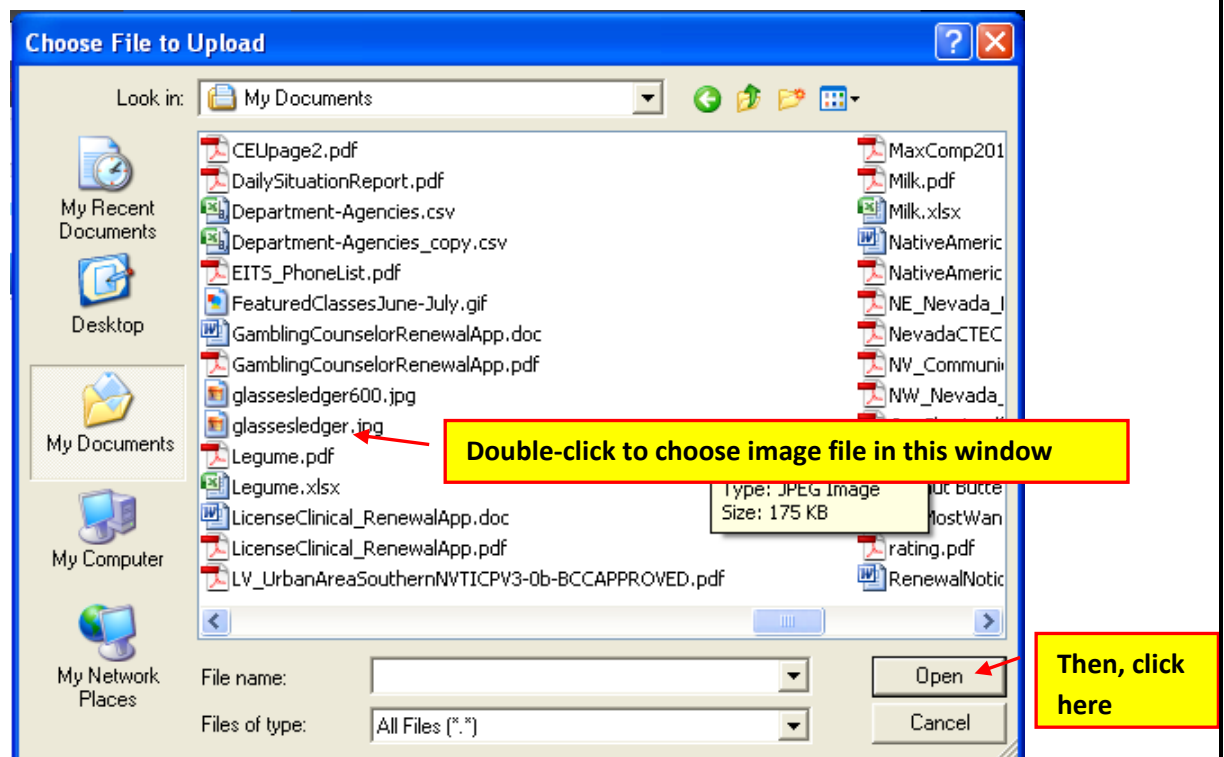 Choose File to Upload
Look in: My Documents
My Recent
Documents
Desktop
My Documents
My Computer
My Network
Places
CEUpage2.pdf
DailySituationReport.pdf
Department-Agencies.csv
Department-Agencies_copy.csv
EITS_PhoneList.pdf
FeaturedClassesJune-July.gif
GamblingCounselorRenewalApp.doc
GamblingCounselorRenewalApp.pdf
glassesledger600.jpg
glassesledger.jpg
Legume.pdf
Legume.xlsx
LicenseClinical_RenewalApp.doc
LicenseClinical_RenewalApp.pdf
LV_UrbanAreaSouthernNVTICPV3-0b-BCCAPPROVED.pdf
MaxComp201
Milk.pdf
Milk.xlsx
NativeAmeric
NativeAmeric
NE_Nevada_
NevadaCTEC
NV_Communi
NW_Nevada_
Double-click to choose image file in this window
Type: JPEG Image
Size: 175 KB
ut Butte
MostWan
rating.pdf
RenewalNotic
File name:
Open
Files of type: All Files (*.*)
Cancel
Then, click
here